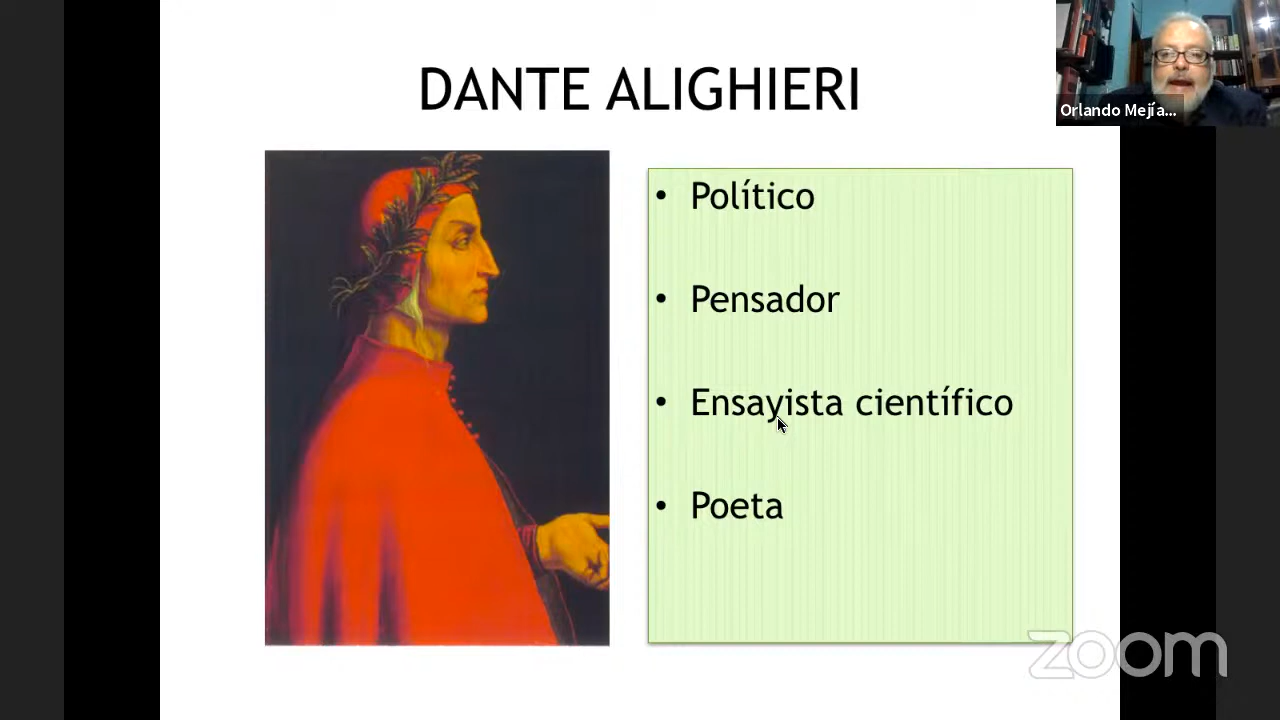 DANTE ALIGHIERI
Orlando Mejía...
• Político
• Pensador
• Ensayista científico
• Poeta
zoom